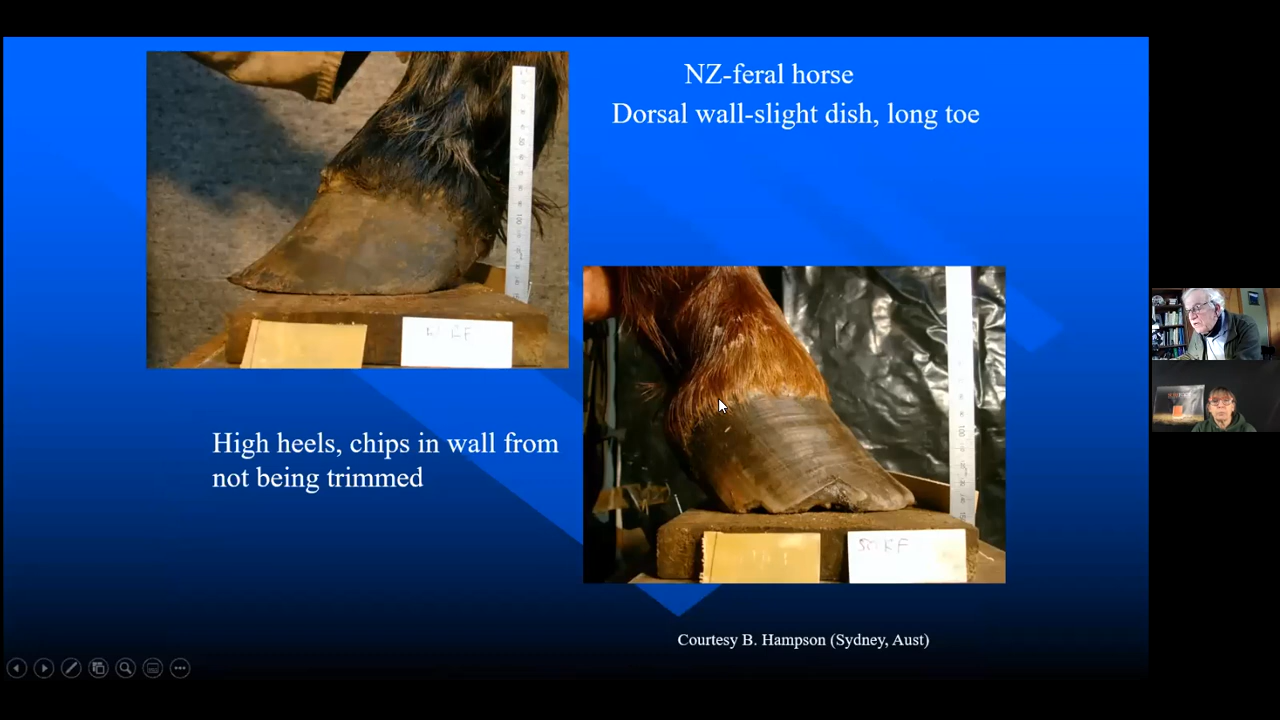 NZ-feral horse
Dorsal wall-slight dish, long toe
High heels, chips in wall from
not being trimmed
Courtesy B. Hampson (Sydney, Aust)